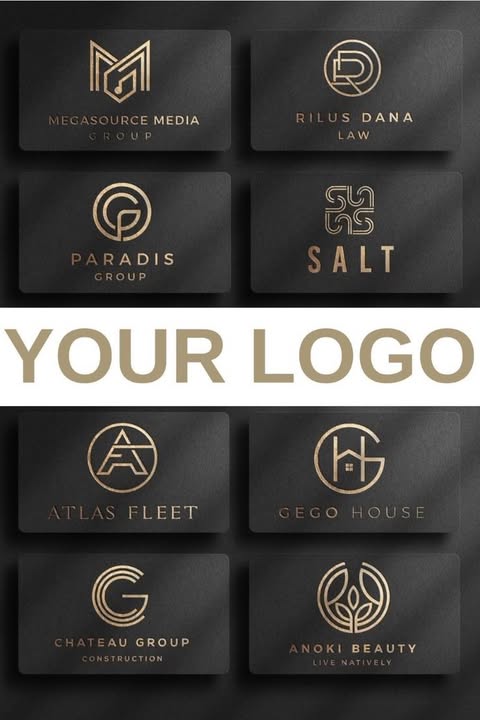 MEGASOURCE MEDIA
GROUP
RILUS DANA
LAW
PARADIS
GROUP
SALT
YOUR LOGO
ATLAS FLEET
GEGO HOUSE
CHATEAU GROUP
CONSTRUCTION
ANOKI BEAUTY
LIVE NATIVELY